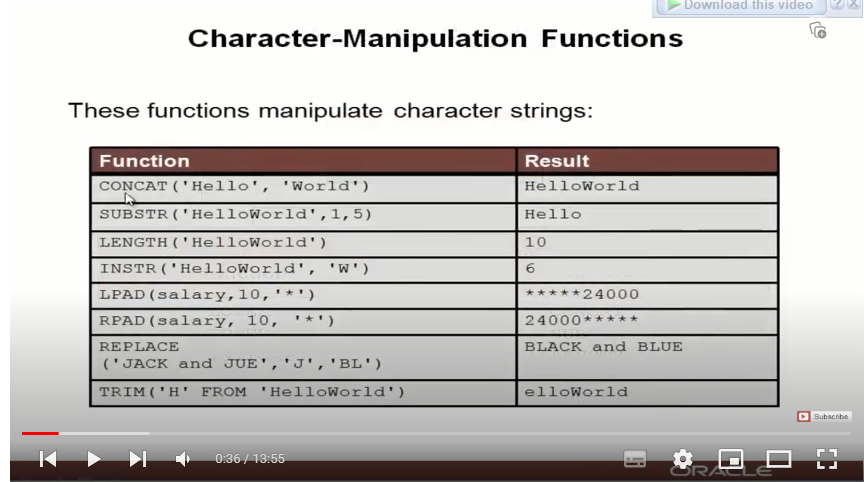 Download this video
Character-Manipulation Functions
These functions manipulate character strings:
Function Result
CONCAT('Hello', 'World') HelloWorld
SUBSTR('HelloWorld',1,5) Hello
LENGTH('HelloWorld') 10
INSTR('HelloWorld', 'W') 6
LPAD(salary,10,'*') *****24000
RPAD(salary, 10, '*') 24000*****
REPLACE BLACK and BLUE
('JACK and JUE','J','BL')
TRIM('H' FROM 'HelloWorld') elloWorld
Subscribe
0:36 / 13:55
ORACLE